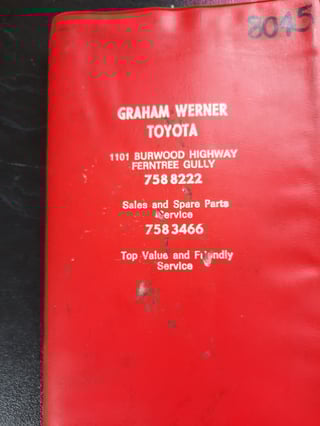 8045
GRAHAM WERNER
TOYOTA
1101 BURWOOD HIGHWAY
FERNTREE GULLY
758 8222
Sales and Spare Parts
Service
758 3466
Top Value and Friendly
Service